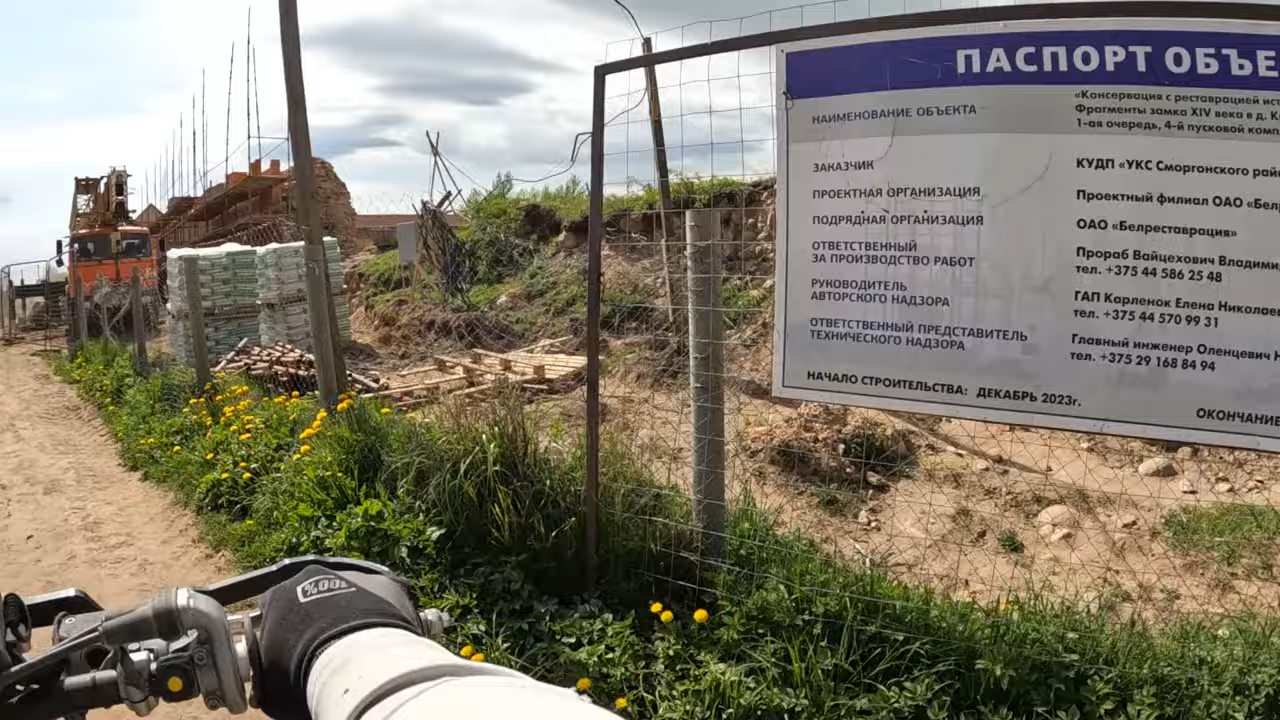 ПАСПОРТ ОБЪЕ
НАИМЕНОВАНИЕ ОБЪЕКТА
«Консервация с реставрацией ист
Фрагменты замка XIV века в д. К
1-ая очередь, 4-й пусковой комп
ЗАКАЗЧИК
КУДП «УКС Сморгонского рай
ПРОЕКТНАЯ ОРГАНИЗАЦИЯ
Проектный филиал ОАО «Бел
ПОДРЯДНАЯ ОРГАНИЗАЦИЯ
ОАО «Белреставрация»
ОТВЕТСТВЕННЫЙ
ЗА ПРОИЗВОДСТВО РАБОТ
Прораб Вайцехович Владими
тел. +375 44 586 25 48
РУКОВОДИТЕЛЬ
АВТОРСКОГО НАДЗОРА
ГАП Карленок Елена Николаев
тел. +375 44 570 99 31
ОТВЕТСТВЕННЫЙ ПРЕДСТАВИТЕЛЬ
ТЕХНИЧЕСКОГО НАДЗОРА
Главный инженер Оленцевич Н
тел. +375 29 168 84 94
НАЧАЛО СТРОИТЕЛЬСТВА: ДЕКАБРЬ 2023г.
ОКОНЧАНИЕ
100%